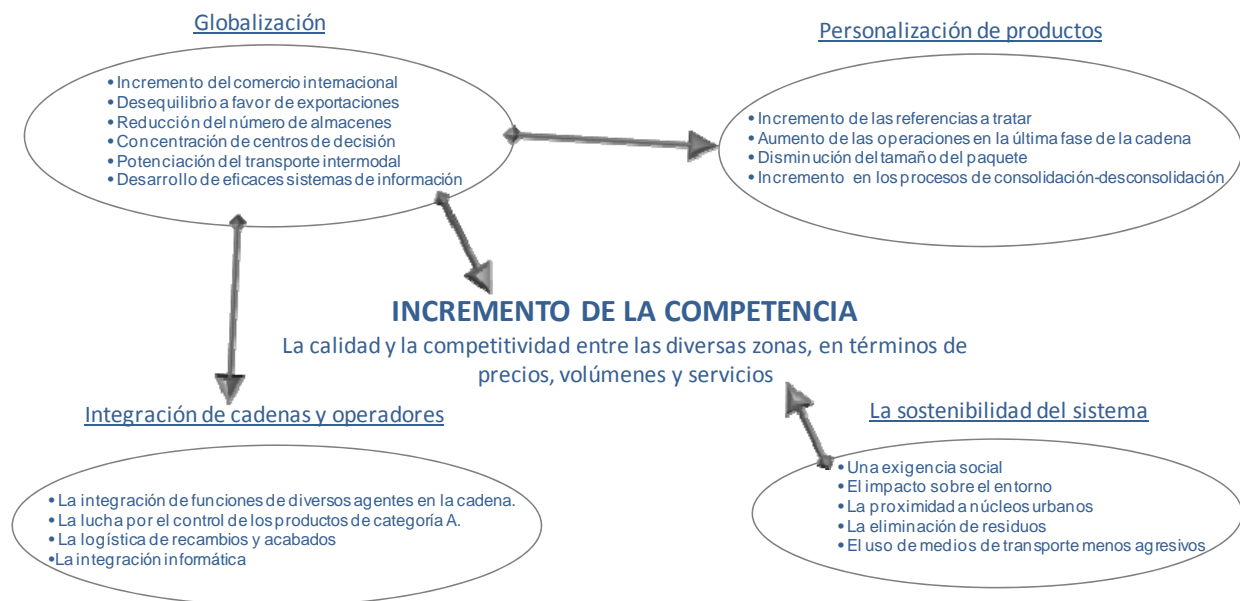 Globalización
• Incremento del comercio internacional
• Desequilibrio a favor de exportaciones
• Reducción del número de almacenes
• Concentración de centros de decisión
• Potenciación del transporte intermodal
• Desarrollo de eficaces sistemas de información
Personalización de productos
• Incremento de las referencias a tratar
• Aumento de las operaciones en la última fase de la cadena
• Disminución del tamaño del paquete
• Incremento en los procesos de consolidación-desconsolidación
INCREMENTO DE LA COMPETENCIA
La calidad y la competitividad entre las diversas zonas, en términos de
precios, volúmenes y servicios
Integración de cadenas y operadores
• La integración de funciones de diversos agentes en la cadena.
• La lucha por el control de los productos de categoría A.
• La logística de recambios y acabados
•La integración informática
La sostenibilidad del sistema
• Una exigencia social
• El impacto sobre el entorno
• La proximidad a núcleos urbanos
• La eliminación de residuos
• El uso de medios de transporte menos agresivos